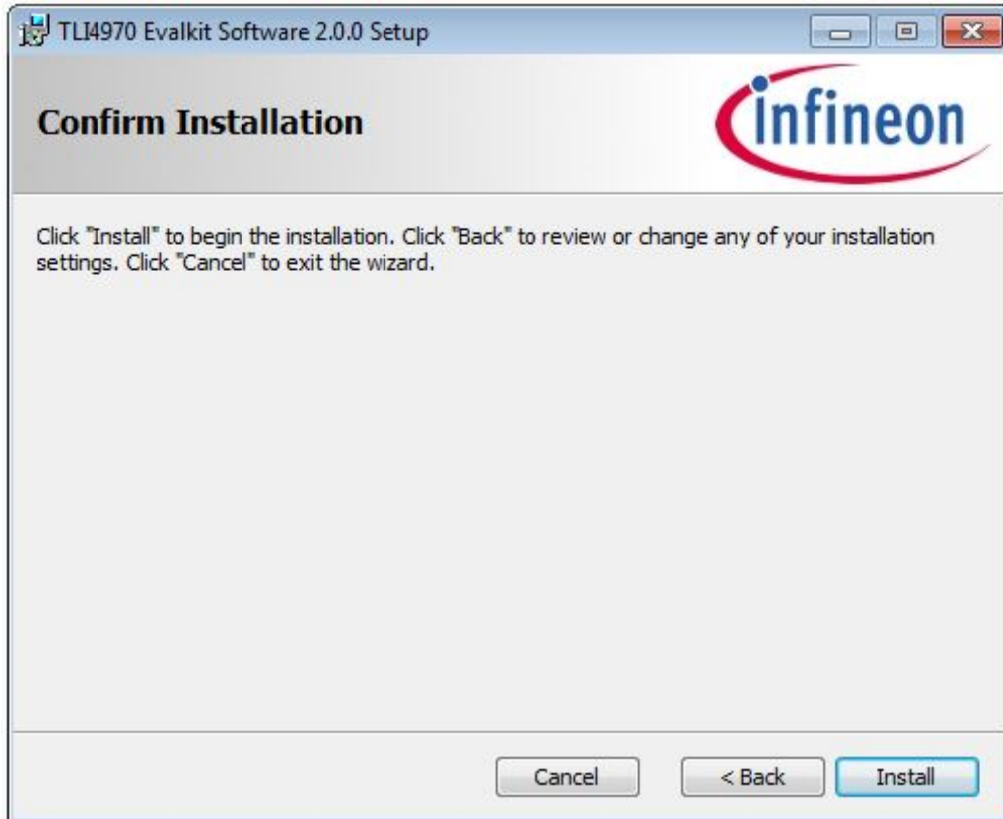 TLI4970 Evalkit Software 2.0.0 Setup
Confirm Installation
infineon
Click "Install" to begin the installation. Click "Back" to review or change any of your installation
settings. Click "Cancel" to exit the wizard.
Cancel
< Back
Install